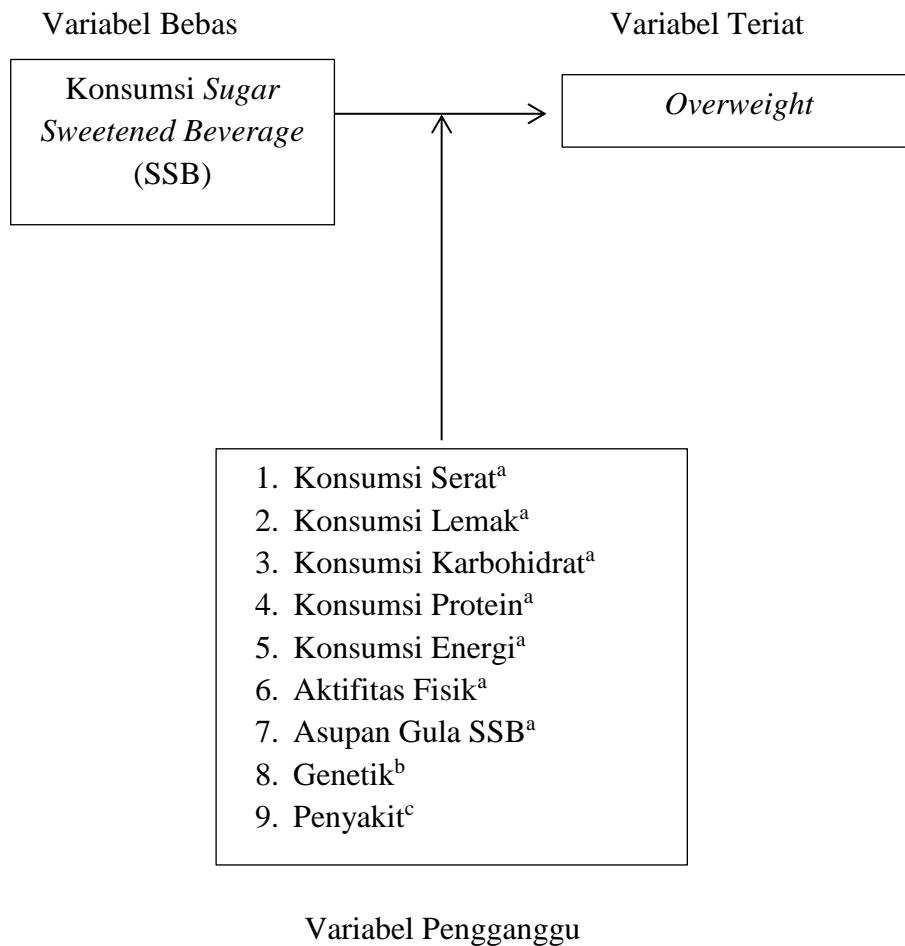 Variabel Bebas
Variabel Teriat
Konsumsi Sugar
Sweetened Beverage
(SSB)
Overweight
1. Konsumsi Seratᵃ
2. Konsumsi Lemakᵃ
3. Konsumsi Karbohidratᵃ
4. Konsumsi Proteinᵃ
5. Konsumsi Energiᵃ
6. Aktifitas Fisikᵃ
7. Asupan Gula SSBᵃ
8. Genetikᵇ
9. Penyakitᶜ
Variabel Pengganggu